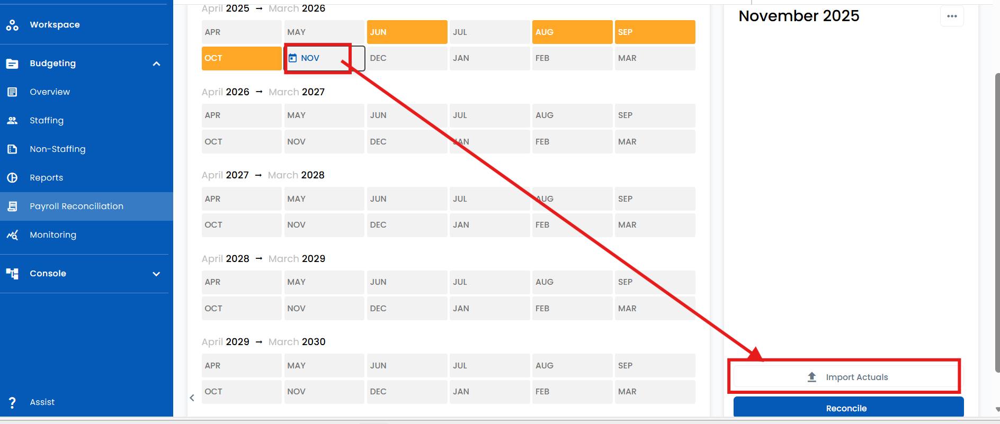 Workspace
Budgeting
Overview
Staffing
Non-Staffing
Reports
Payroll Reconciliation
Monitoring
Console
Assist
April 2025 → March 2026
APR MAY JUN JUL AUG SEP
OCT NOV DEC JAN FEB MAR
April 2026 → March 2027
APR MAY JUN JUL AUG SEP
OCT NOV DEC JAN FEB MAR
April 2027 → March 2028
APR MAY JUN JUL AUG SEP
OCT NOV DEC JAN FEB MAR
April 2028 → March 2029
APR MAY JUN JUL AUG SEP
OCT NOV DEC JAN FEB MAR
April 2029 → March 2030
APR MAY JUN JUL AUG SEP
OCT NOV DEC JAN FEB MAR
November 2025
Import Actuals
Reconcile